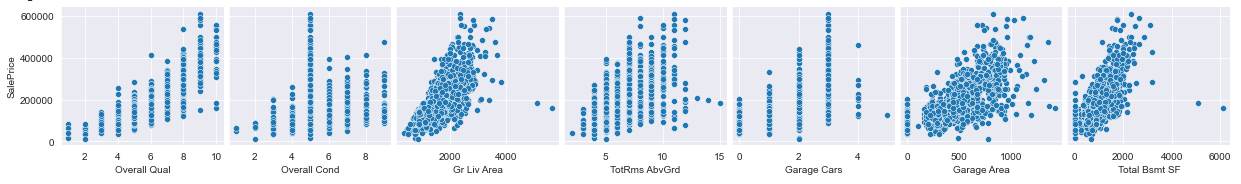 600000
400000
200000
0
SalePrice
2 4 6 8 10
Overall Qual
2 4 6 8
Overall Cond
2000 4000
Gr Liv Area
5 10 15
TotRms AbvGrd
0 2 4
Garage Cars
0 500 1000
Garage Area
0 2000 4000 6000
Total Bsmt SF